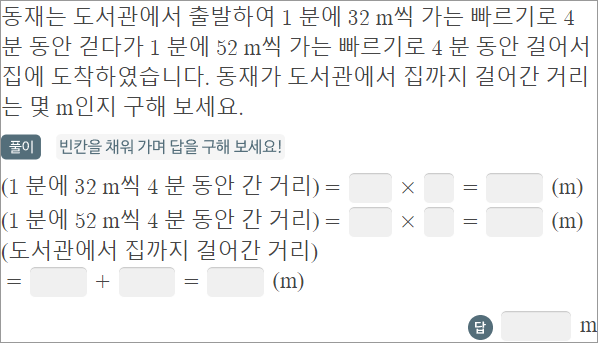 동재는 도서관에서 출발하여 1 분에 32 m씩 가는 빠르기로 4
분 동안 걷다가 1 분에 52 m씩 가는 빠르기로 4 분 동안 걸어서
집에 도착하였습니다. 동재가 도서관에서 집까지 걸어간 거리
는 몇 m인지 구해 보세요.
풀이 빈칸을 채워 가며 답을 구해 보세요!
(1 분에 32 m씩 4 분 동안 간 거리) = × = (m)
(1 분에 52 m씩 4 분 동안 간 거리) = × = (m)
(도서관에서 집까지 걸어간 거리)
= + = (m)
답 m